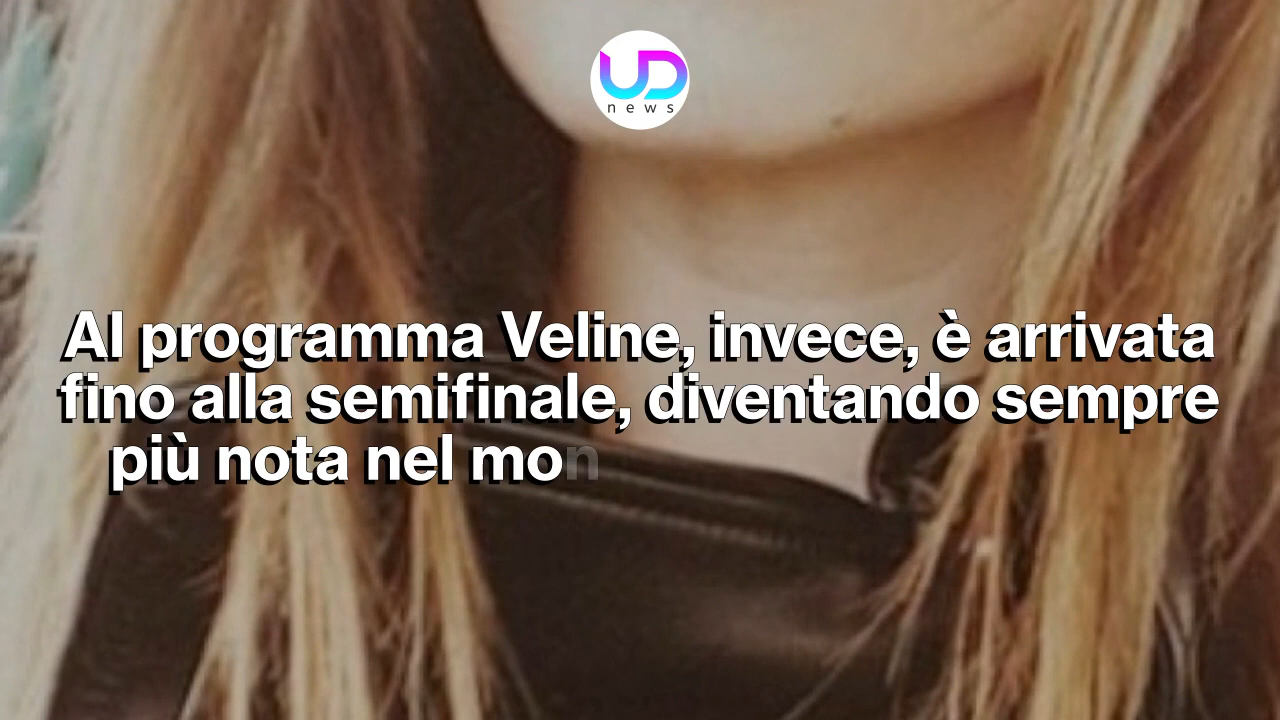 UD
news
Al programma Veline, invece, è arrivata
fino alla semifinale, diventando sempre
più nota nel mon